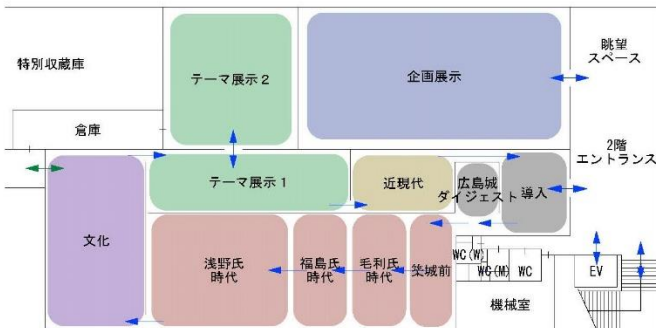 特別収蔵庫
テーマ展示2
企画展示
眺望
スペース
倉庫
2階
エントランス
テーマ展示1
近現代
広島城
ダイジェスト
導入
文化
浅野氏
時代
福島氏
時代
毛利氏
時代
築城前
WC(W)
WC(M)
WC
EV
機械室